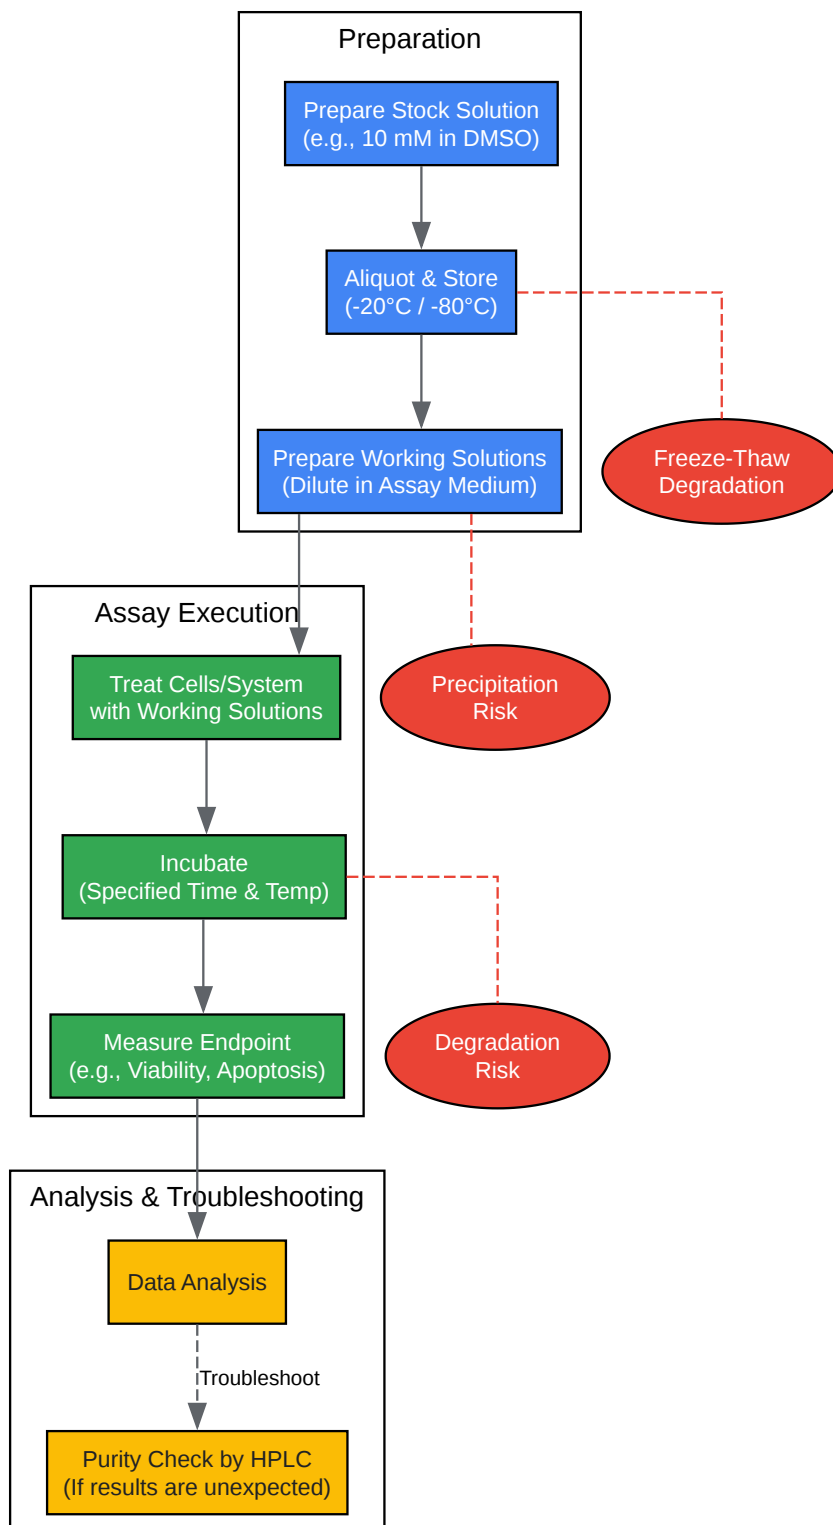 Preparation
Prepare Stock Solution
(e.g., 10 mM in DMSO)
Aliquot & Store
(-20°C / -80°C)
Prepare Working Solutions
(Dilute in Assay Medium)
Freeze-Thaw
Degradation
Assay Execution
Treat Cells/System
with Working Solutions
Precipitation
Risk
Incubate
(Specified Time & Temp)
Measure Endpoint
(e.g., Viability, Apoptosis)
Degradation
Risk
Analysis & Troubleshooting
Data Analysis
Troubleshoot
Purity Check by HPLC
(If results are unexpected)